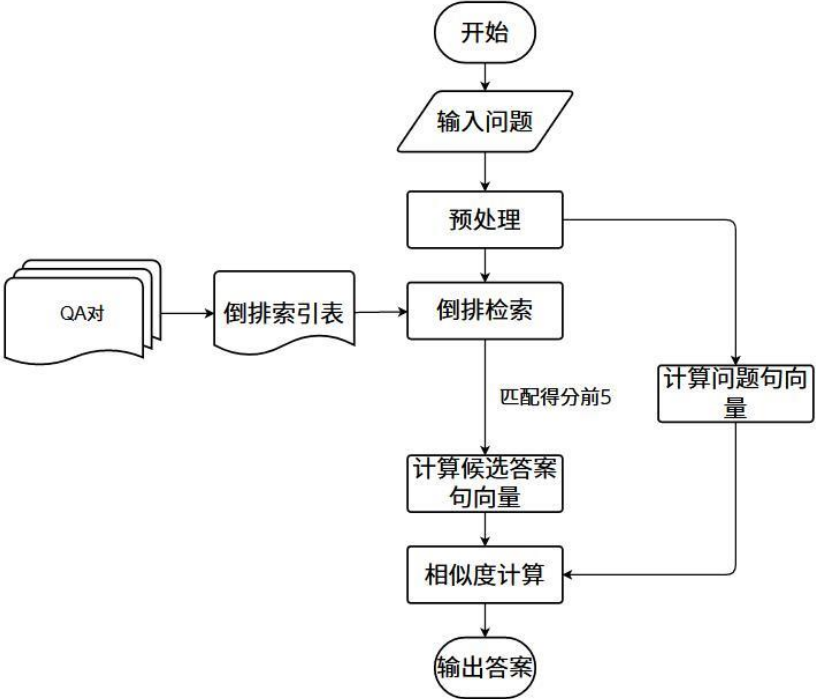 开始
输入问题
预处理
QA对
倒排索引表
倒排检索
匹配得分前5
计算问题句向
量
计算候选答案
句向量
相似度计算
输出答案